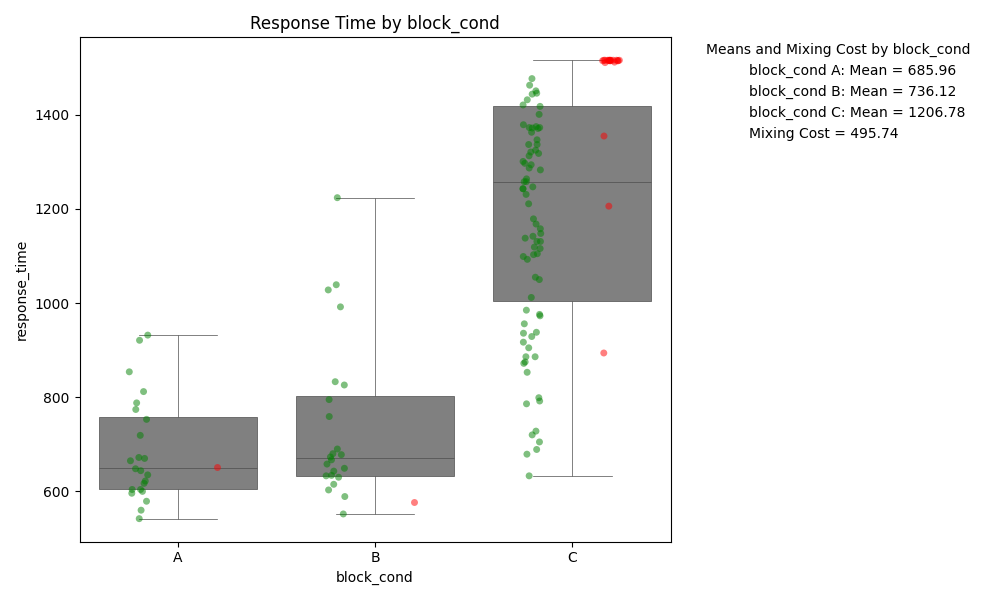 Response Time by block_cond
Means and Mixing Cost by block_cond
block_cond A: Mean = 685.96
block_cond B: Mean = 736.12
block_cond C: Mean = 1206.78
Mixing Cost = 495.74
response_time
1400
1200
1000
800
600
A
B
C
block_cond